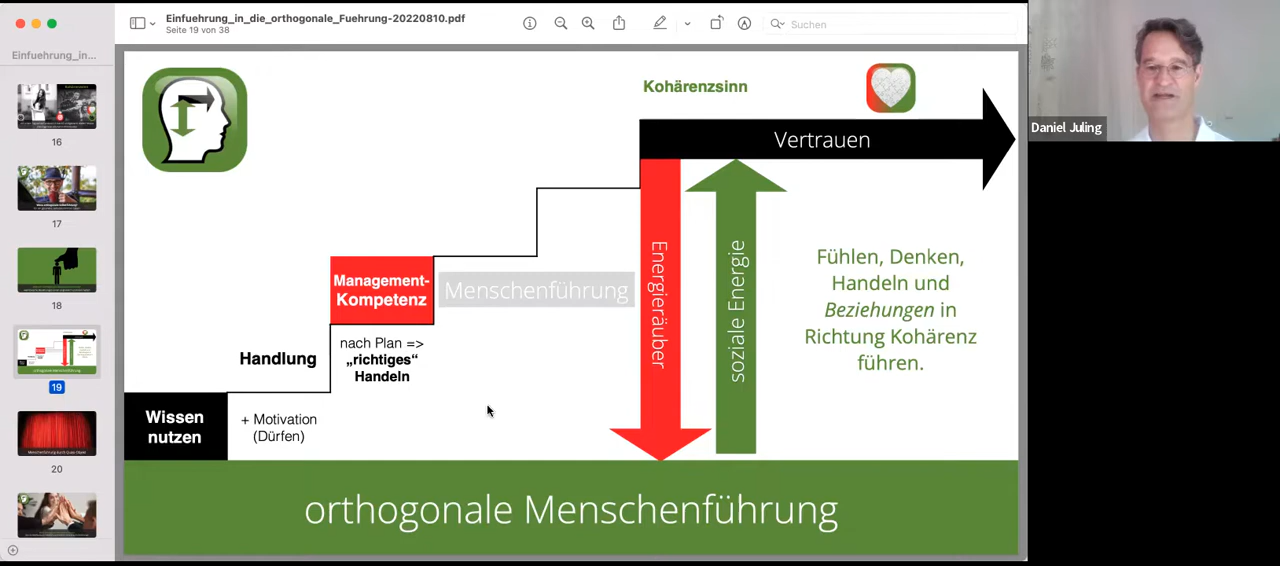 Einfuehrung_in_die_orthogonale_Fuehrung-20220810.pdf
Seite 19 von 38
Suchen
Einfuehrung_in...
16
17
18
19
20
Daniel Juling
Kohärenzsinn
Vertrauen
Energieräuber
soziale Energie
Fühlen, Denken,
Handeln und
Beziehungen in
Richtung Kohärenz
führen.
Management-
Kompetenz
Menschenführung
nach Plan =>
„richtiges“
Handeln
Handlung
+ Motivation
(Dürfen)
Wissen
nutzen
orthogonale Menschenführung